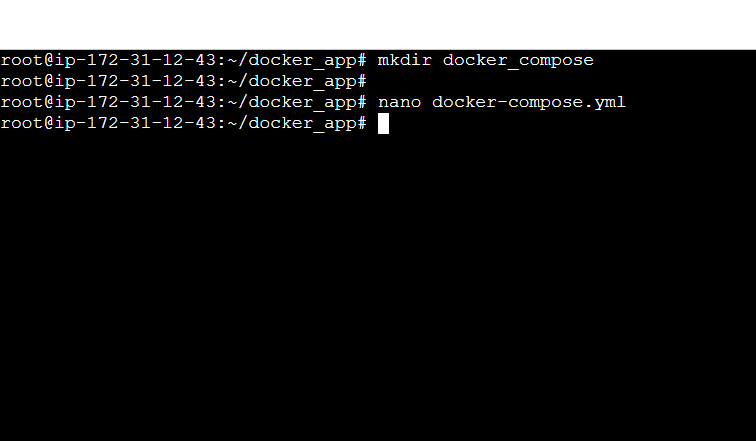 root@ip-172-31-12-43:~/docker_app# mkdir docker_compose
root@ip-172-31-12-43:~/docker_app#
root@ip-172-31-12-43:~/docker_app# nano docker-compose.yml
root@ip-172-31-12-43:~/docker_app#